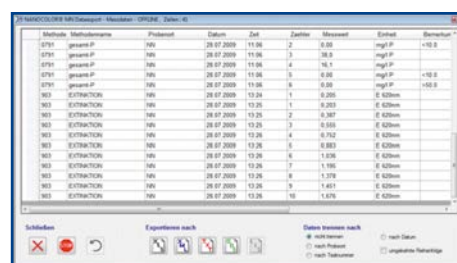 NANOCOLOR® NN Datenexport - Messdaten - OFFLINE , Zeilen: 45
Methode Methodenname Probenort Datum Zeit Zaehler Messwert Einheit Bemerkun
0791 gesamt-P NN 28.07.2009 11:06 2 0,00 mg/l P <10.0
0791 gesamt-P NN 28.07.2009 11:06 3 38,8 mg/l P
0791 gesamt-P NN 28.07.2009 11:06 4 16,1 mg/l P
0791 gesamt-P NN 28.07.2009 11:06 5 0,00 mg/l P <10.0
0791 gesamt-P NN 28.07.2009 11:06 6 0,00 mg/l P >50.0
903 EXTINKTION NN 28.07.2009 13:24 1 0,205 E 620nm
903 EXTINKTION NN 28.07.2009 13:25 1 0,203 E 620nm
903 EXTINKTION NN 28.07.2009 13:25 2 0,387 E 620nm
903 EXTINKTION NN 28.07.2009 13:25 3 0,555 E 620nm
903 EXTINKTION NN 28.07.2009 13:26 4 0,752 E 620nm
903 EXTINKTION NN 28.07.2009 13:26 5 0,883 E 620nm
903 EXTINKTION NN 28.07.2009 13:26 6 1,036 E 620nm
903 EXTINKTION NN 28.07.2009 13:26 7 1,195 E 620nm
903 EXTINKTION NN 28.07.2009 13:26 8 1,378 E 620nm
903 EXTINKTION NN 28.07.2009 13:26 9 1,451 E 620nm
903 EXTINKTION NN 28.07.2009 13:26 10 1,676 E 620nm
Schließen Exportieren nach Daten trennen nach
STOP nicht trennen nach Datum
nach Probeort
nach Testnummer umgekehrte Reihenfolge